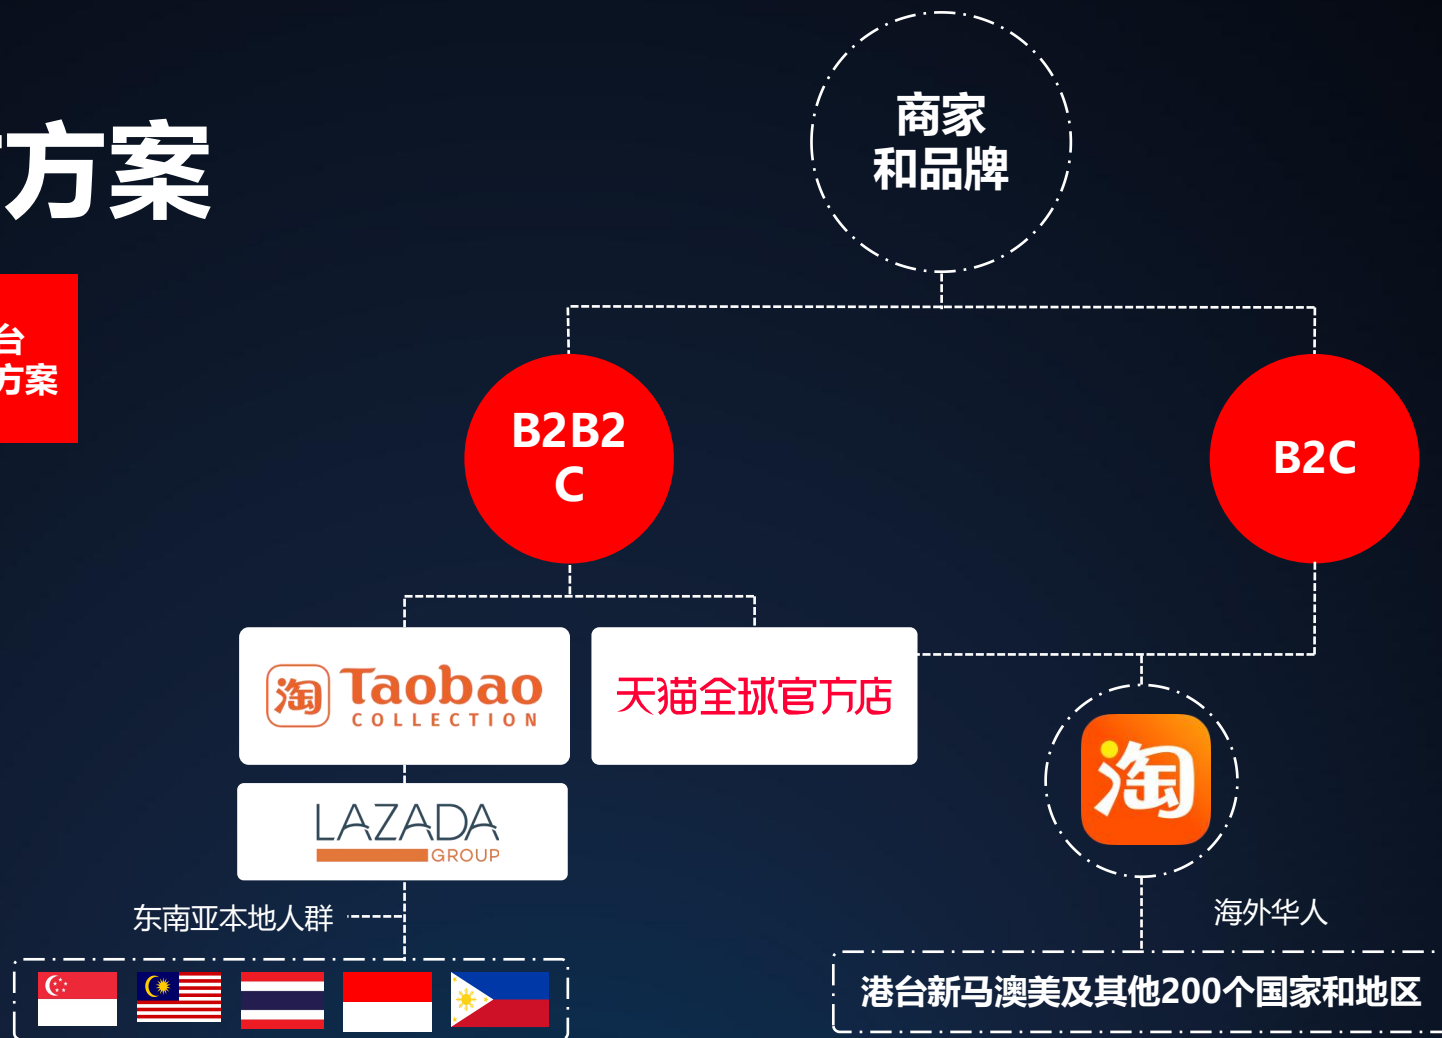 方案
台
方案
商家
和品牌
B2B2
C
B2C
淘 Taobao
COLLECTION
天猫全球官方店
淘
LAZADA
GROUP
东南亚本地人群
海外华人
港台新马澳美及其他200个国家和地区